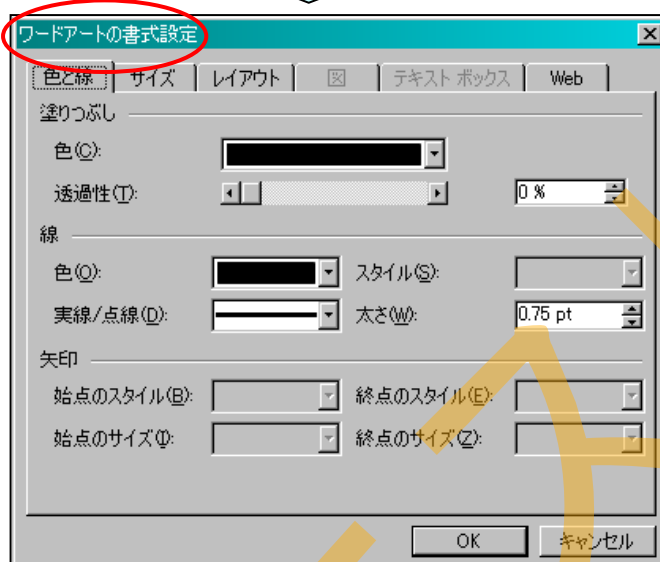 ワードアートの書式設定
色と線 サイズ レイアウト 図 テキスト ボックス Web
塗りつぶし
色(C):
透過性(T): 0 %
線
色(O): スタイル(S):
実線/点線(D): 太さ(W): 0.75 pt
矢印
始点のスタイル(B): 終点のスタイル(E):
始点のサイズ(I): 終点のサイズ(Z):
OK キャンセル